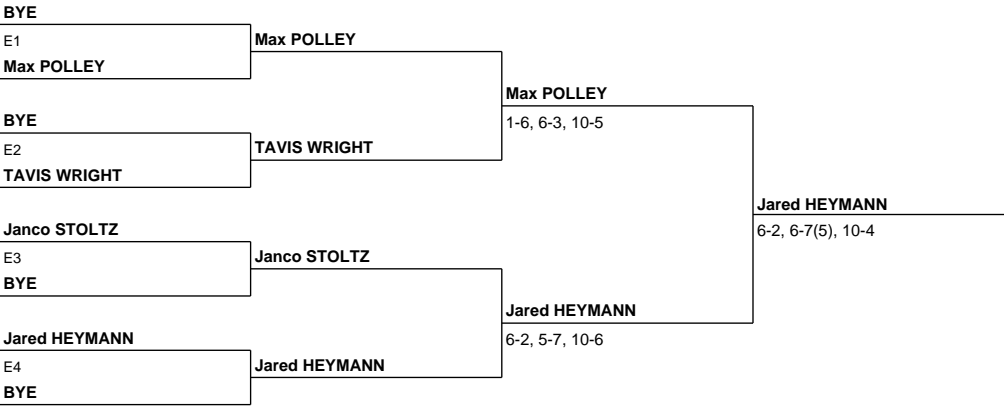 BYE
E1
Max POLLEY
Max POLLEY
BYE
E2
TAVIS WRIGHT
TAVIS WRIGHT
Max POLLEY
1-6, 6-3, 10-5
Janco STOLTZ
E3
BYE
Janco STOLTZ
Jared HEYMANN
E4
BYE
Jared HEYMANN
Jared HEYMANN
6-2, 5-7, 10-6
Jared HEYMANN
6-2, 6-7(5), 10-4